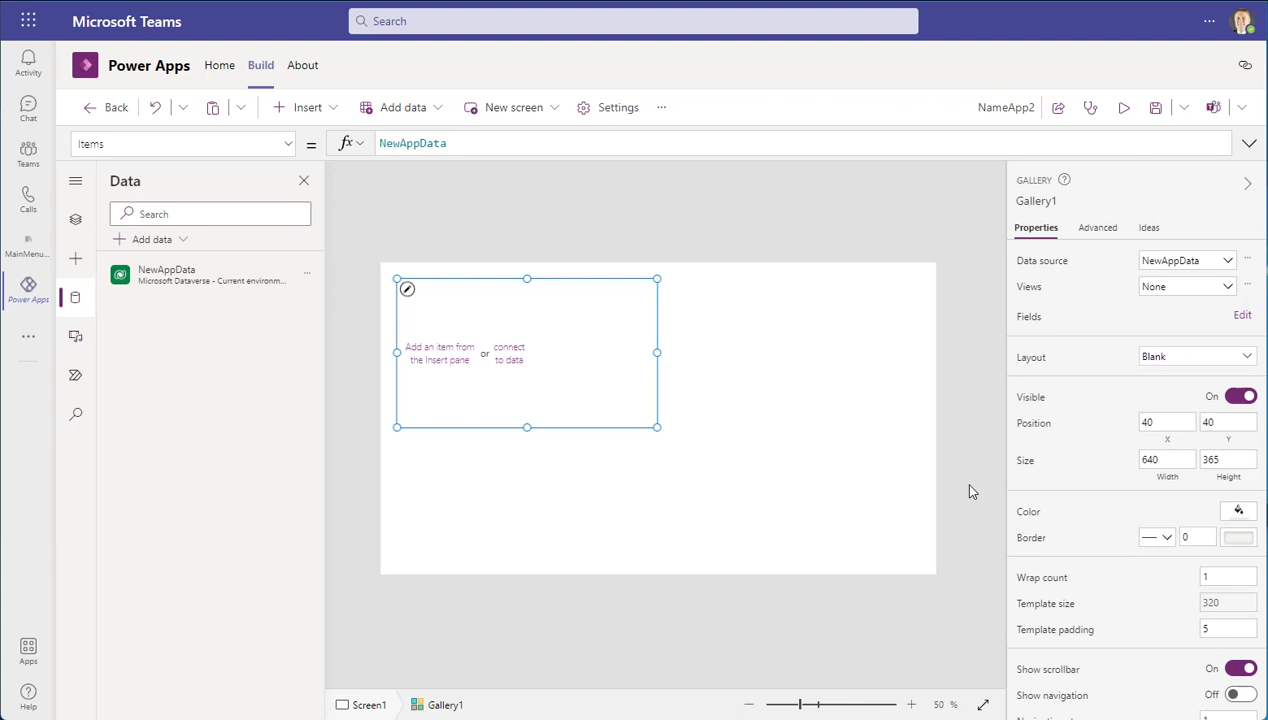 Microsoft Teams
Search
Activity
Chat
Teams
Calls
MainMenu...
Power Apps
Apps
Help
Power Apps
Home
Build
About
Back
Insert
Add data
New screen
Settings
NameApp2
Items
=
fx
NewAppData
Data
Search
Add data
NewAppData
Microsoft Dataverse - Current environm...
Add an item from
the Insert pane
or
connect
to data
GALLERY
Gallery1
Properties
Advanced
Ideas
Data source
NewAppData
Views
None
Fields
Edit
Layout
Blank
Visible
On
Position
40
40
X
Y
Size
640
365
Width
Height
Color
Border
0
Wrap count
1
Template size
320
Template padding
5
Show scrollbar
On
Show navigation
Off
Screen1
Gallery1
50 %